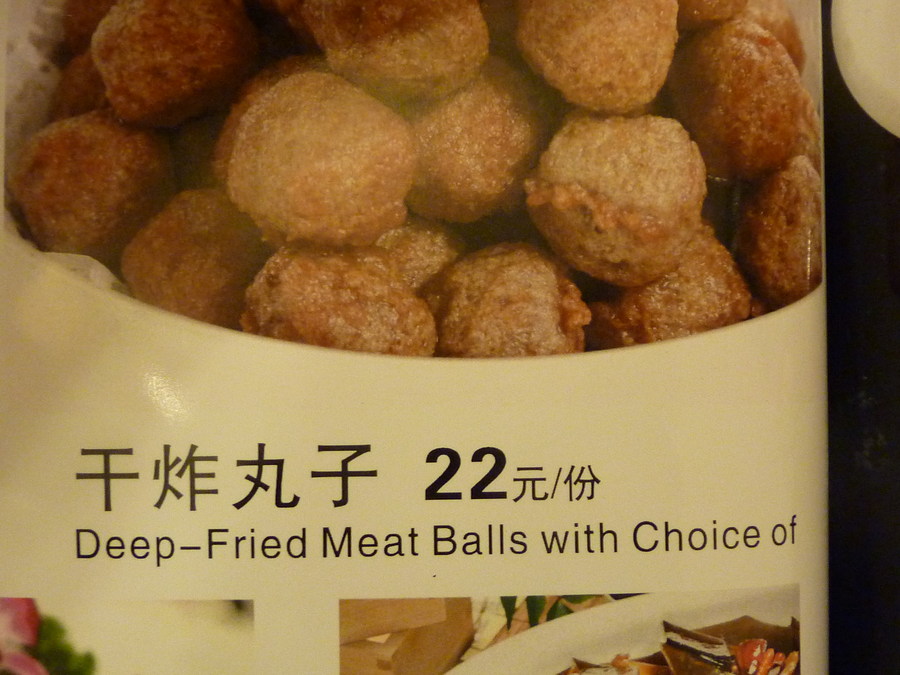 干炸丸子 22元/份
Deep-Fried Meat Balls with Choice of